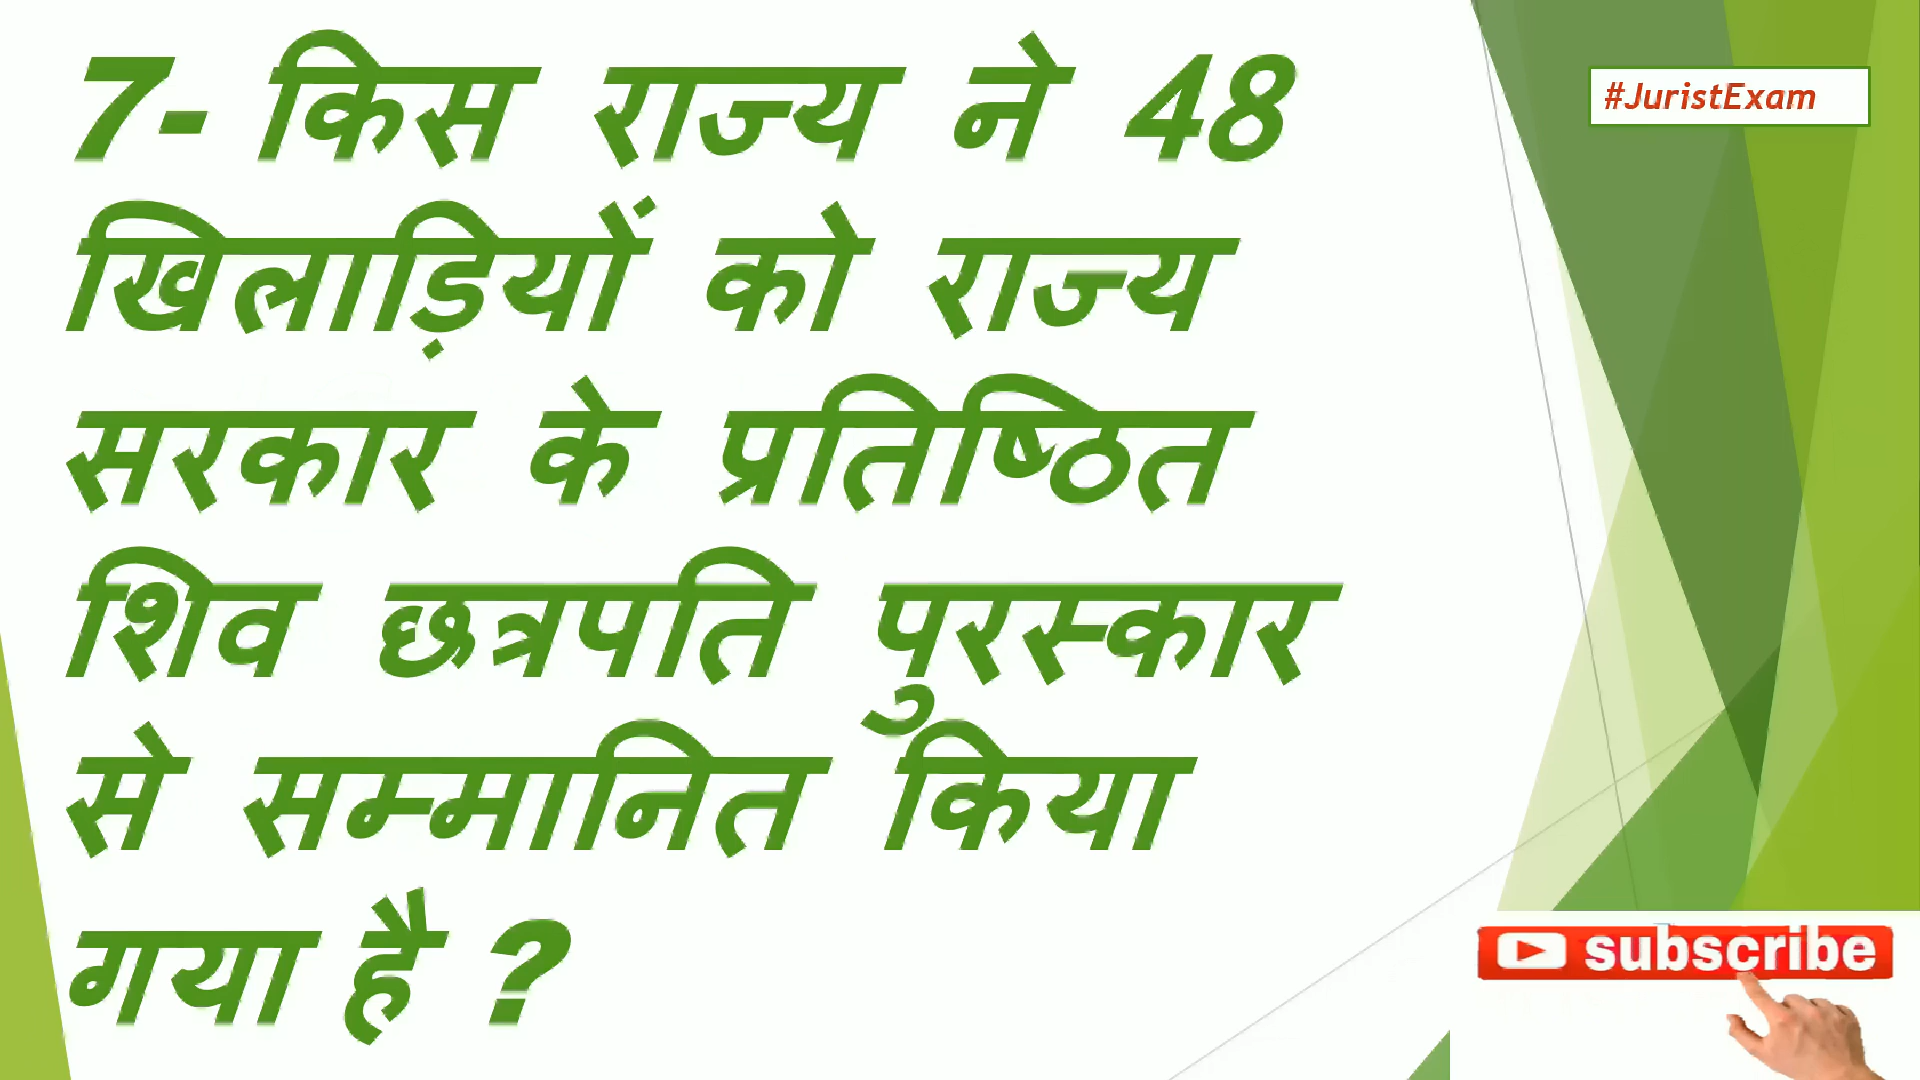 7- किस राज्य ने 48
खिलाड़ियों को राज्य
सरकार के प्रतिष्ठित
शिव छत्रपति पुरस्कार
से सम्मानित किया
गया है ?
#JuristExam
subscribe